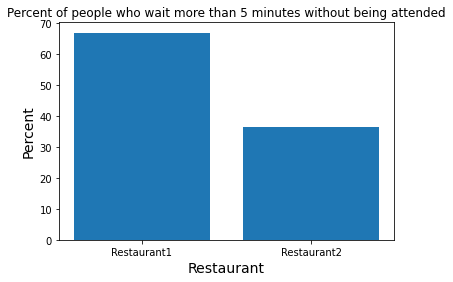 Percent of people who wait more than 5 minutes without being attended
70
60
50
40
30
20
10
0
Percent
Restaurant1 Restaurant2
Restaurant